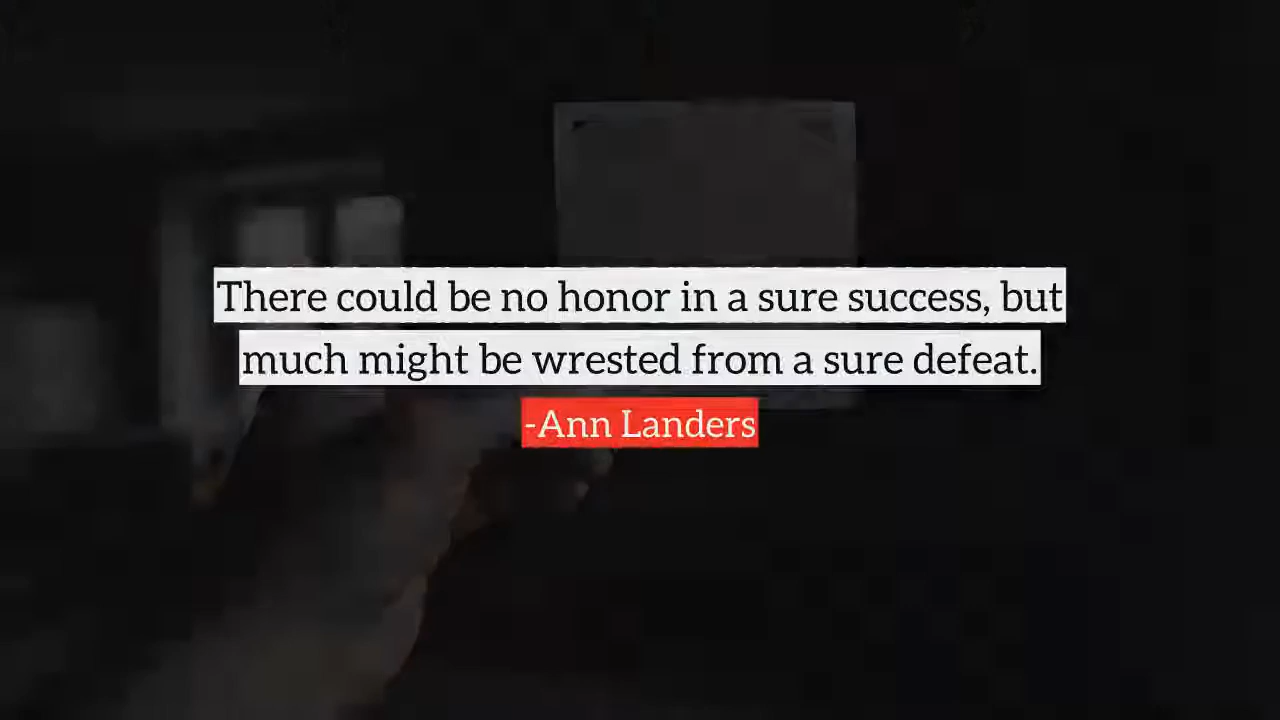 There could be no honor in a sure success, but
much might be wrested from a sure defeat.
-Ann Landers